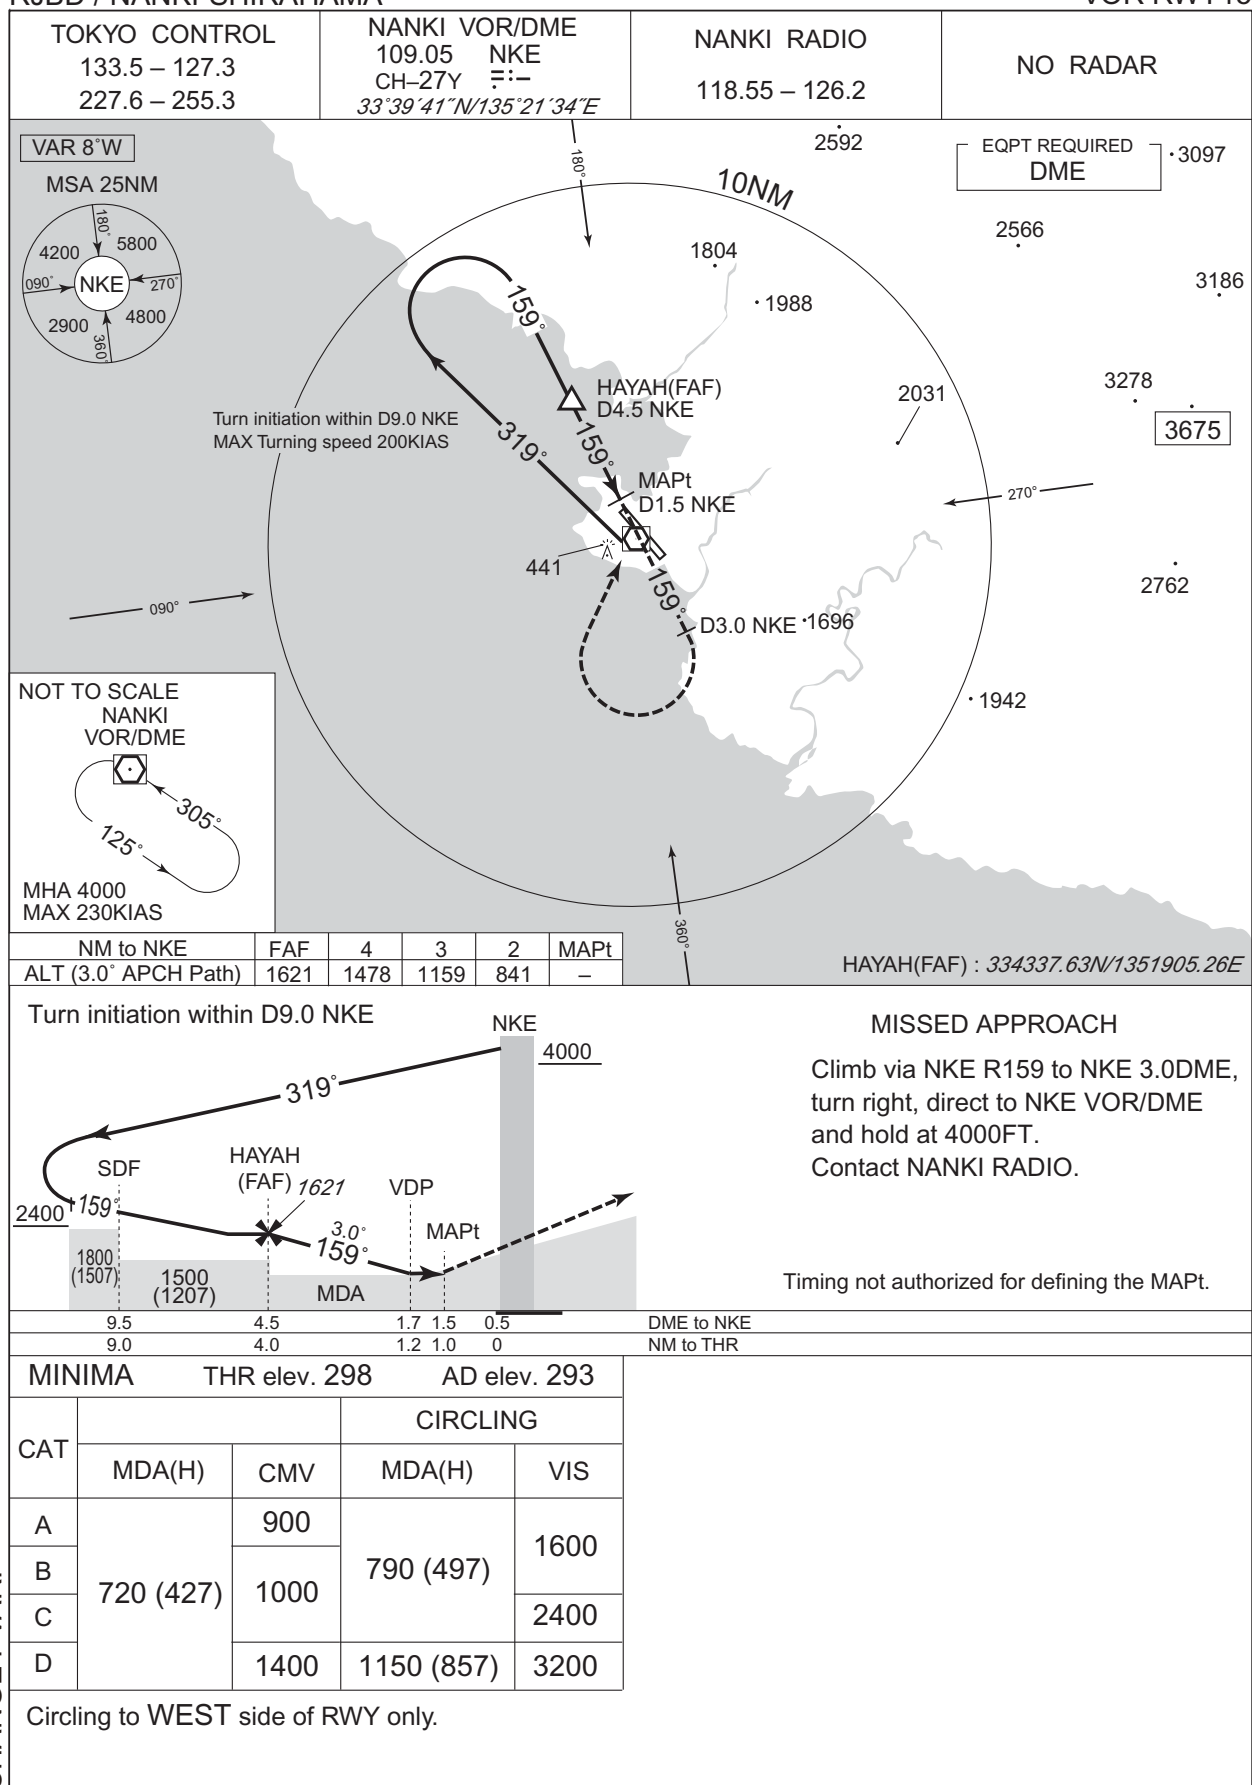 RJBD / NANKI SHIRAHAMA
TOKYO CONTROL
133.5 – 127.3
227.6 – 255.3
NANKI VOR/DME
109.05 NKE
CH–27Y
33°39´41˝N/135°21´34˝E
NANKI RADIO
118.55 – 126.2
NO RADAR
VAR 8°W
MSA 25NM
180°
4200
5800
090°
NKE
270°
2900
4800
360°
180°
10NM
2592
EQPT REQUIRED
DME
3097
2566
3186
1804
1988
159°
HAYAH(FAF)
D4.5 NKE
2031
3278
3675
Turn initiation within D9.0 NKE
MAX Turning speed 200KIAS
319°
159°
MAPt
D1.5 NKE
270°
441
2762
090°
159°
D3.0 NKE
1696
1942
360°
NOT TO SCALE
NANKI
VOR/DME
305°
125°
MHA 4000
MAX 230KIAS
NM to NKE FAF 4 3 2 MAPt
ALT (3.0° APCH Path) 1621 1478 1159 841 –
HAYAH(FAF) : 334337.63N/1351905.26E
Turn initiation within D9.0 NKE
NKE
4000
319°
SDF
HAYAH
(FAF) 1621
VDP
2400
159°
3.0°
159°
MAPt
1800
(1507)
1500
(1207)
MDA
MISSED APPROACH
Climb via NKE R159 to NKE 3.0DME,
turn right, direct to NKE VOR/DME
and hold at 4000FT.
Contact NANKI RADIO.
Timing not authorized for defining the MAPt.
9.5 4.5 1.7 1.5 0.5 DME to NKE
9.0 4.0 1.2 1.0 0 NM to THR
MINIMA THR elev. 298 AD elev. 293
CAT
CIRCLING
MDA(H) CMV MDA(H) VIS
A 900
B
C
D
720 (427)
1000
1400
790 (497)
1150 (857)
1600
2400
3200
Circling to WEST side of RWY only.